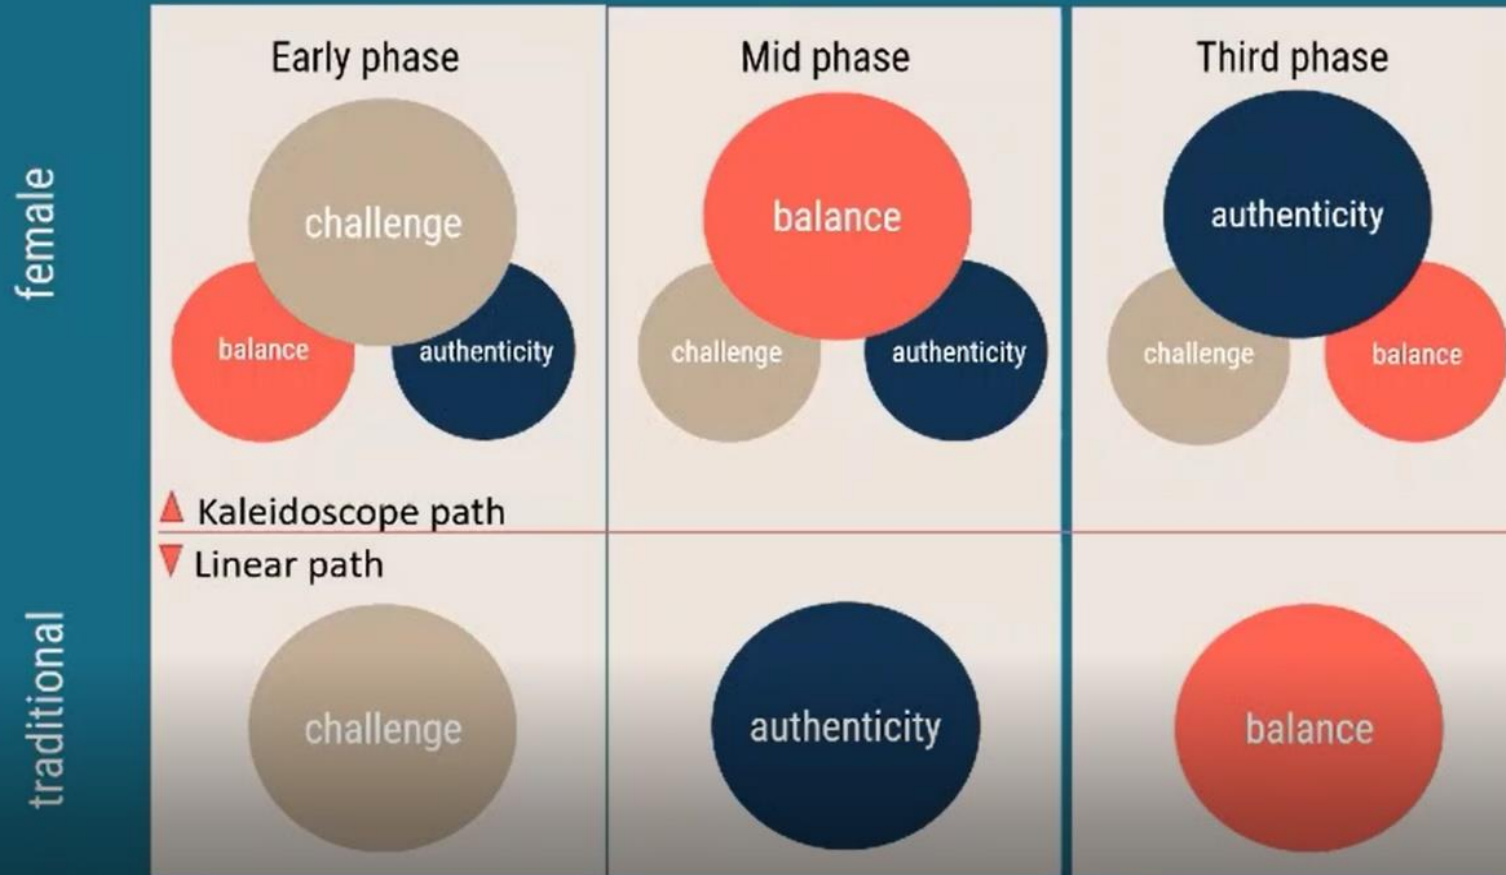 Early phase
Mid phase
Third phase
female
challenge
balance
authenticity
balance
authenticity
challenge
authenticity
challenge
balance
Kaleidoscope path
Linear path
traditional
challenge
authenticity
balance